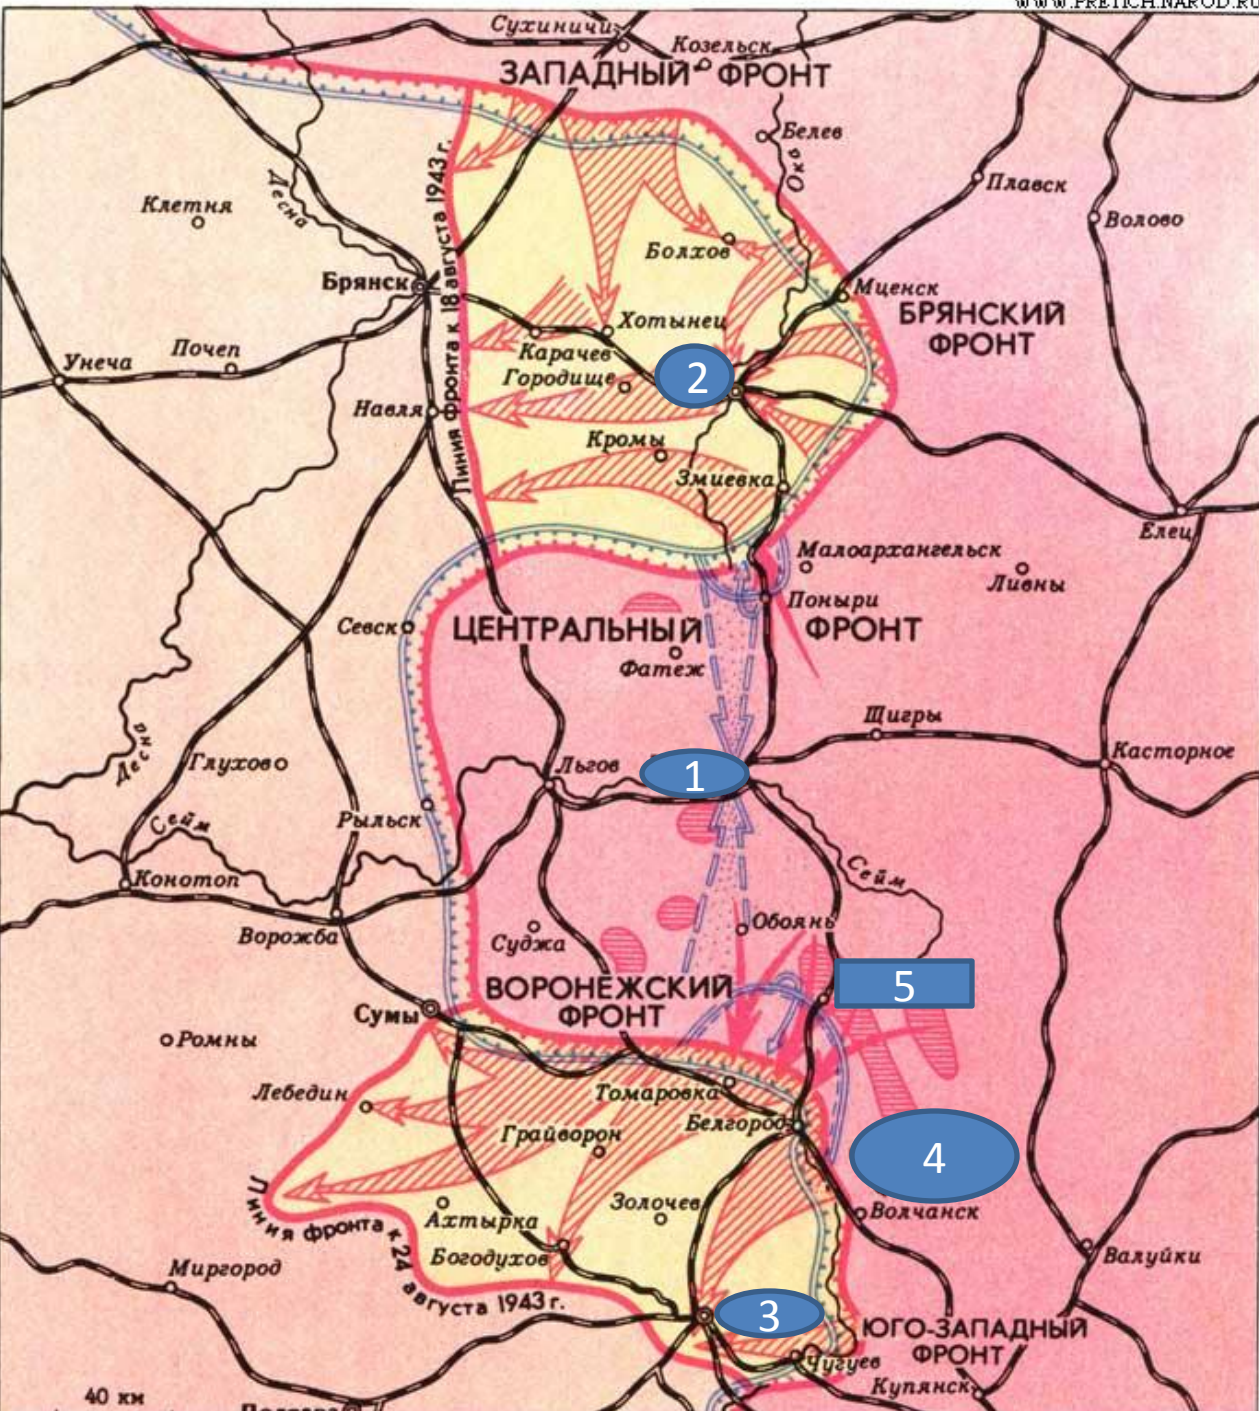 WWW.PRETICH.NAROD.RU
Сухиничи
Козельск
ЗАПАДНЫЙ ФРОНТ
Белев
Ока
Плавск
Десна
Клетня
Волово
Болхов
Брянск
Мценск
БРЯНСКИЙ
ФРОНТ
Линия фронта к 18 августа 1943 г.
Хотынец
Карачев
Унеча
Почеп
Городище
2
Навля
Кромы
Змиевка
Елец
Малоархангельск
Ливны
Поныри
Севск
ЦЕНТРАЛЬНЫЙ ФРОНТ
Фатеж
Щигры
Десна
Касторное
Глухов
Льгов
1
Рыльск
Сейм
Сейм
Конотоп
Обоянь
Ворожба
Суджа
5
ВОРОНЕЖСКИЙ
ФРОНТ
Сумы
Ромны
Лебедин
Томаровка
Белгород
Грайворон
4
Золочев
Волчанск
Ахтырка
Линия фронта к 24 августа 1943 г.
Богодухов
Валуйки
Миргород
3
ЮГО-ЗАПАДНЫЙ
ФРОНТ
Чугуев
Купянск
40 км